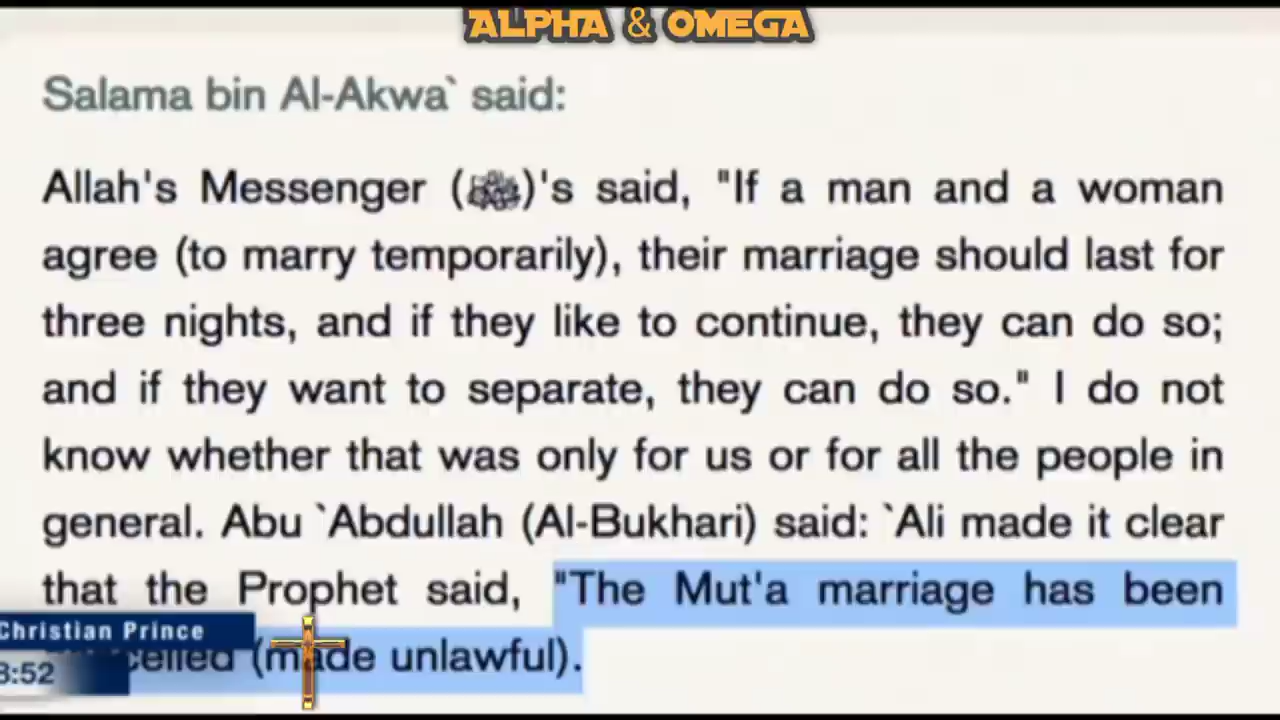 ALPHA & OMEGA
Salama bin Al-Akwa` said:
Allah's Messenger (ﷺ)'s said, "If a man and a woman
agree (to marry temporarily), their marriage should last for
three nights, and if they like to continue, they can do so;
and if they want to separate, they can do so." I do not
know whether that was only for us or for all the people in
general. Abu `Abdullah (Al-Bukhari) said: `Ali made it clear
that the Prophet said, "The Mut'a marriage has been
(made unlawful).
Christian Prince
3:52